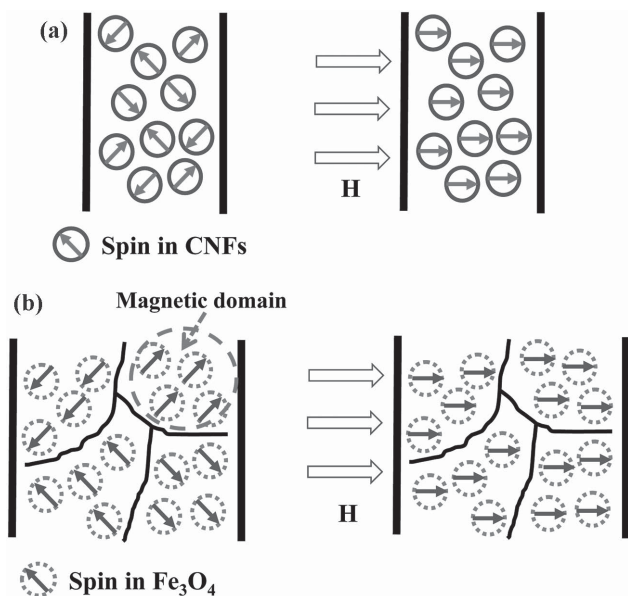 (a)
H
Spin in CNFs
(b)
Magnetic domain
H
Spin in Fe₃O₄